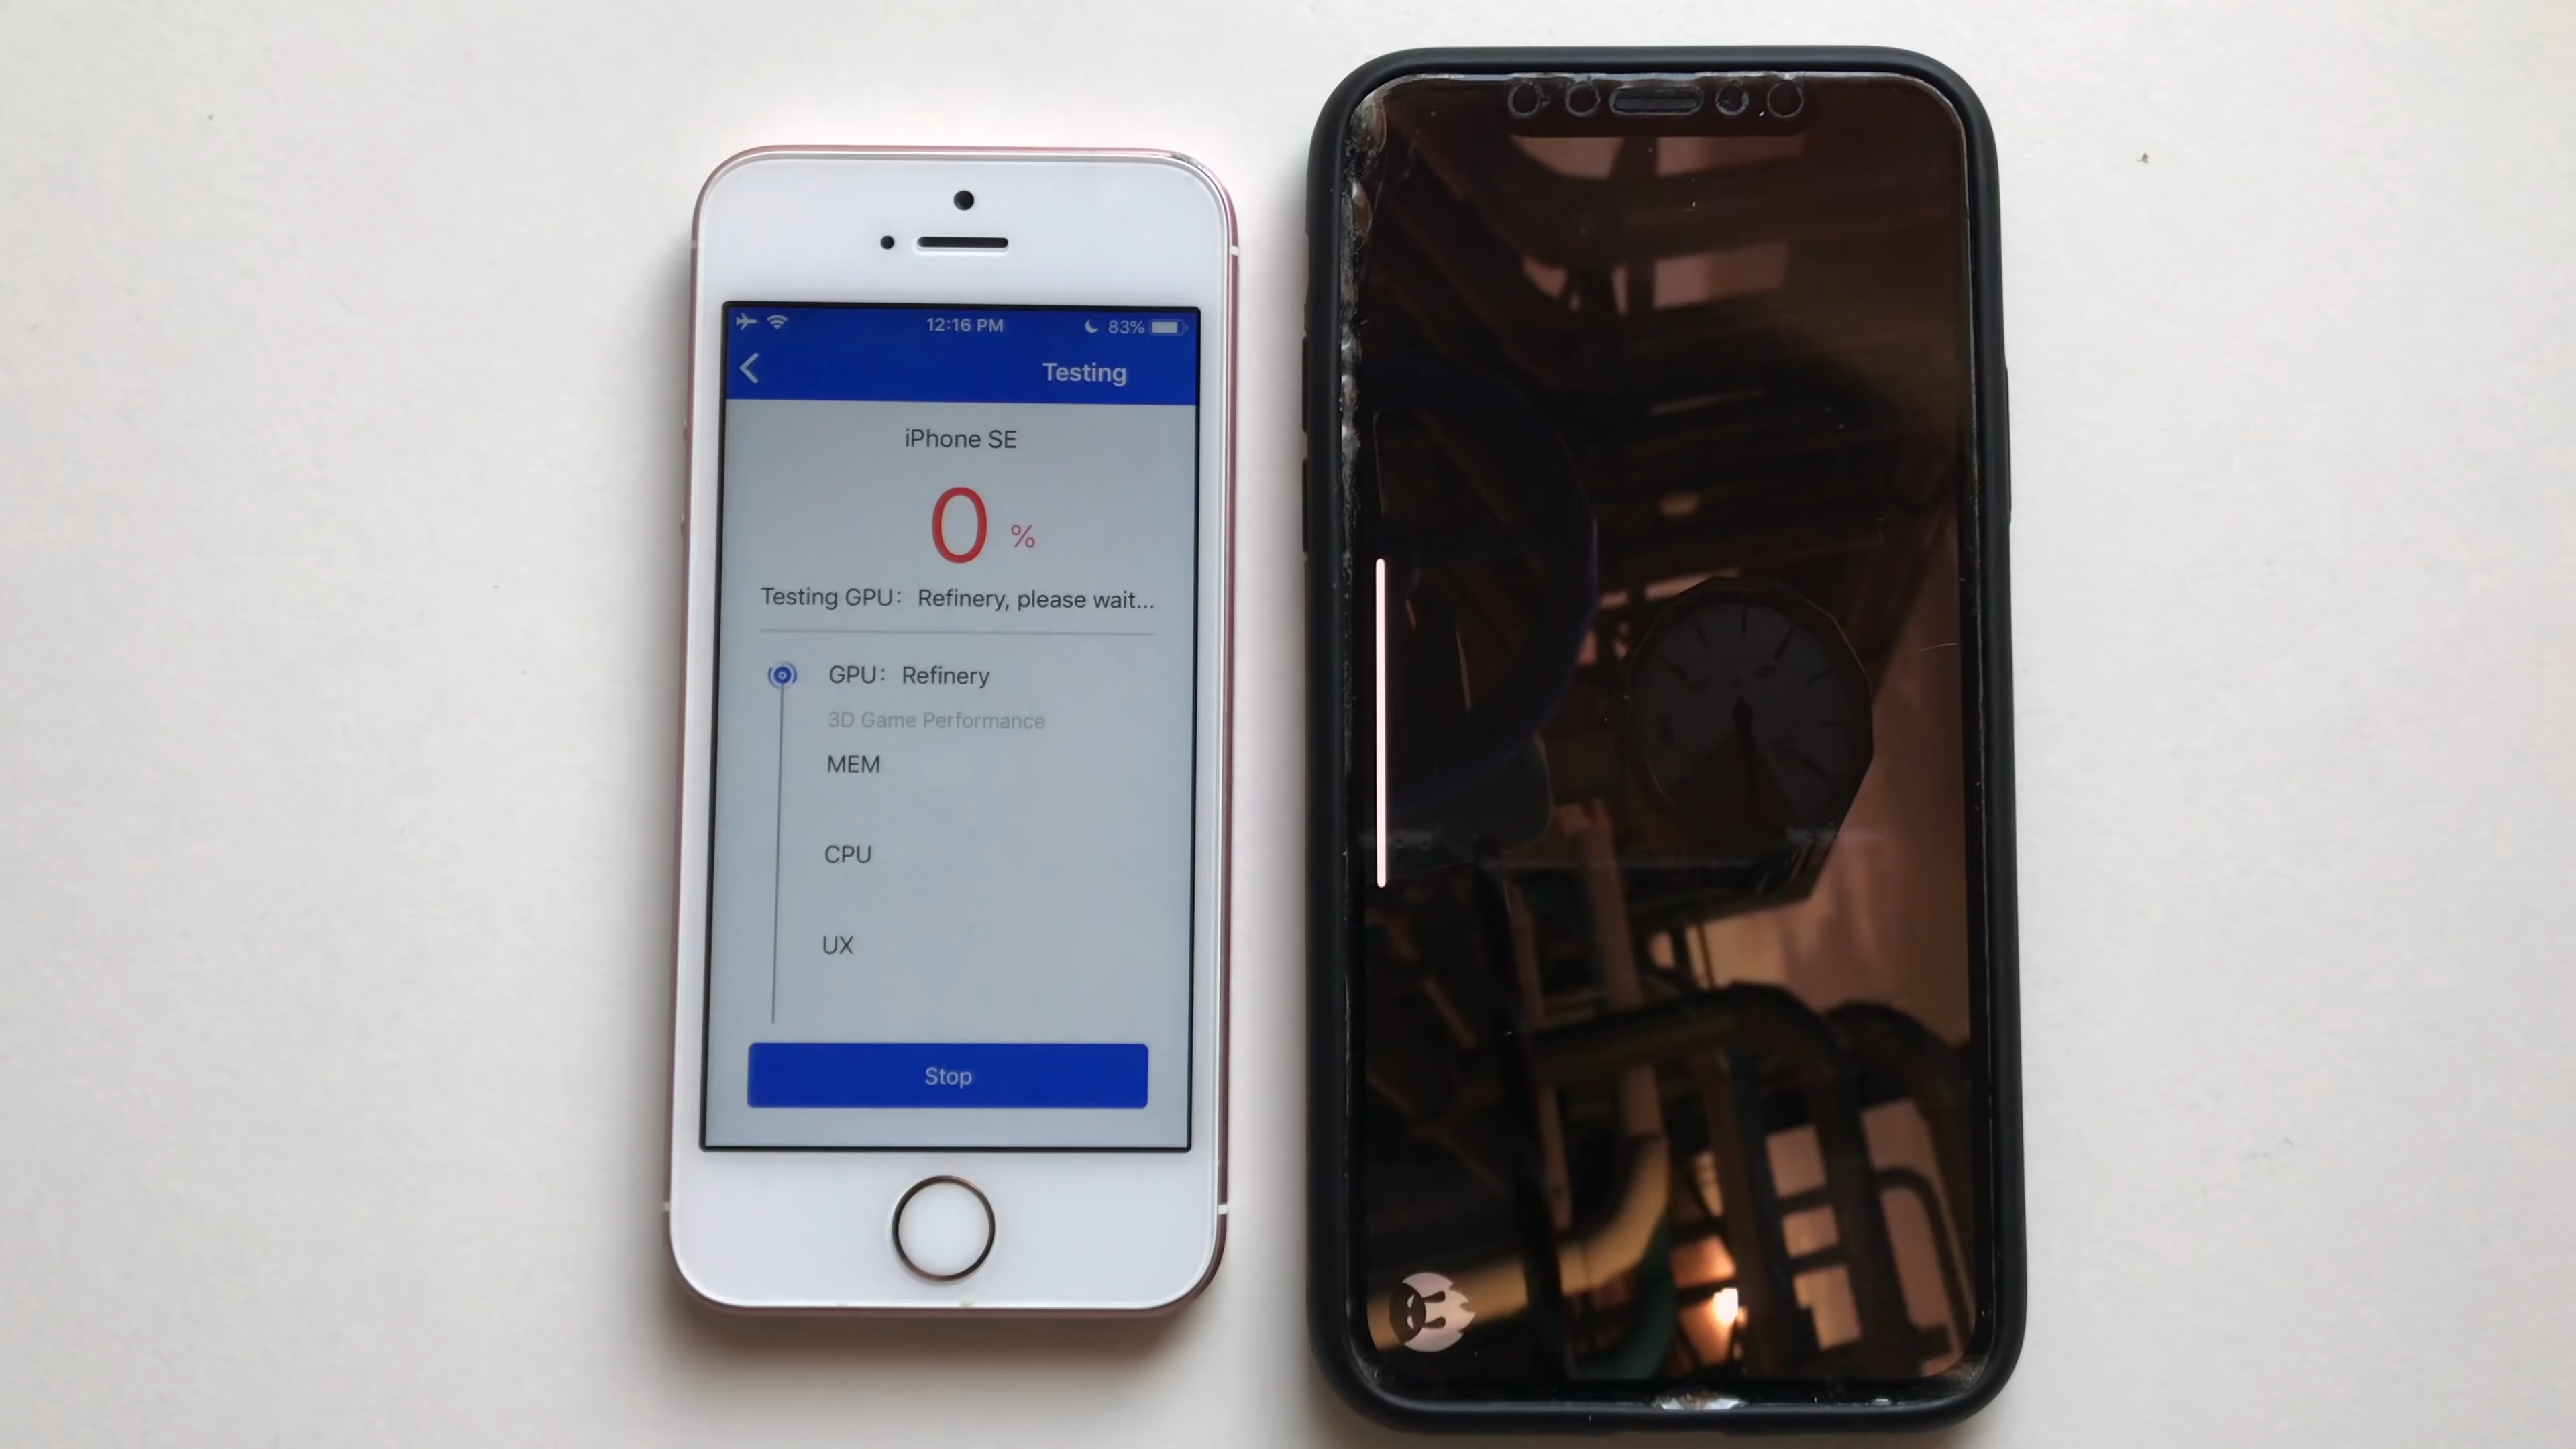 12:16 PM 83%
Testing
iPhone SE
0 %
Testing GPU: Refinery, please wait...
GPU: Refinery
3D Game Performance
MEM
CPU
UX
Stop